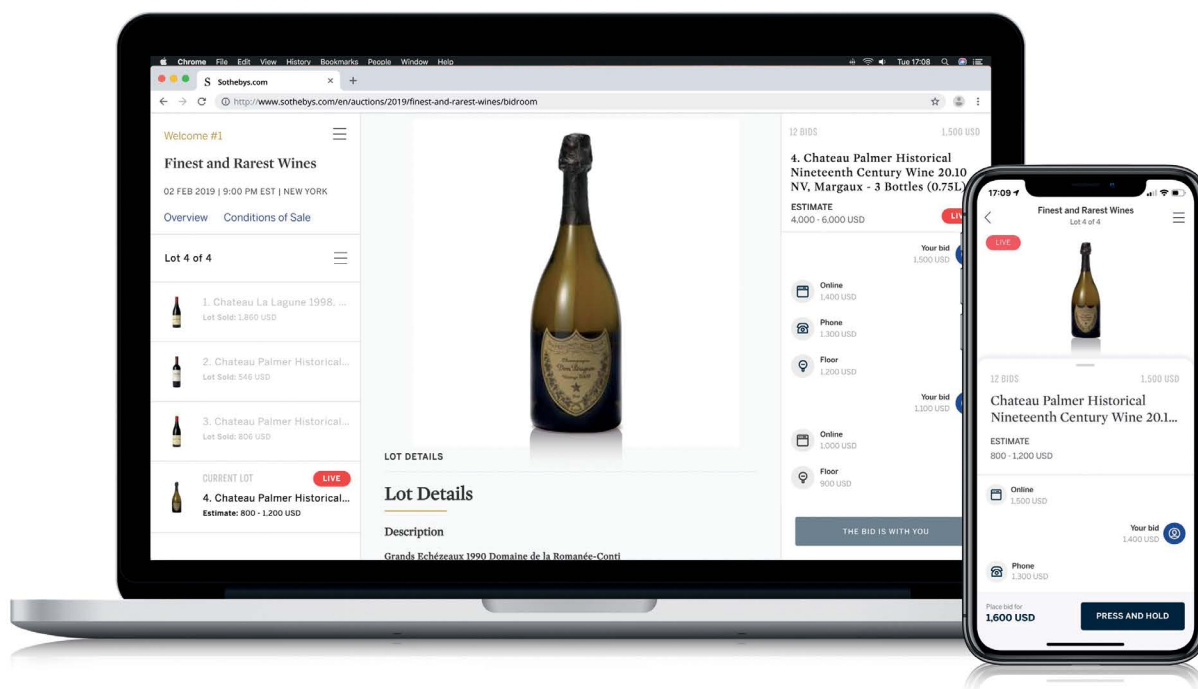 Chrome File Edit View History Bookmarks People Window Help
Tue 17:08
S Sothebys.com
http://www.sothebys.com/en/auctions/2019/finest-and-rarest-wines/bidroom
Welcome #1
Finest and Rarest Wines
02 FEB 2019 | 9:00 PM EST | NEW YORK
Overview Conditions of Sale
Lot 4 of 4
1. Chateau La Lagune 1998. ...
Lot Sold: 1,860 USD
2. Chateau Palmer Historical...
Lot Sold: 546 USD
3. Chateau Palmer Historical...
Lot Sold: 806 USD
CURRENT LOT LIVE
4. Chateau Palmer Historical...
Estimate: 800 - 1,200 USD
Champagne
Dom Pérignon
LOT DETAILS
Lot Details
Description
Grands Echézeaux 1990 Domaine de la Romanée-Conti
12 BIDS 1,500 USD
4. Chateau Palmer Historical
Nineteenth Century Wine 20.10
NV, Margaux - 3 Bottles (0.75L)
ESTIMATE
4,000 - 6,000 USD
Your bid
1,500 USD
Online
1,400 USD
Phone
1,300 USD
Floor
1,200 USD
Your bid
1,100 USD
Online
1,000 USD
Floor
900 USD
THE BID IS WITH YOU
17:09
Finest and Rarest Wines
Lot 4 of 4
LIVE
12 BIDS 1,500 USD
Chateau Palmer Historical
Nineteenth Century Wine 20.1...
ESTIMATE
800 - 1,200 USD
Online
1,500 USD
Your bid
1,400 USD
Phone
1,300 USD
Place bid for
1,600 USD
PRESS AND HOLD